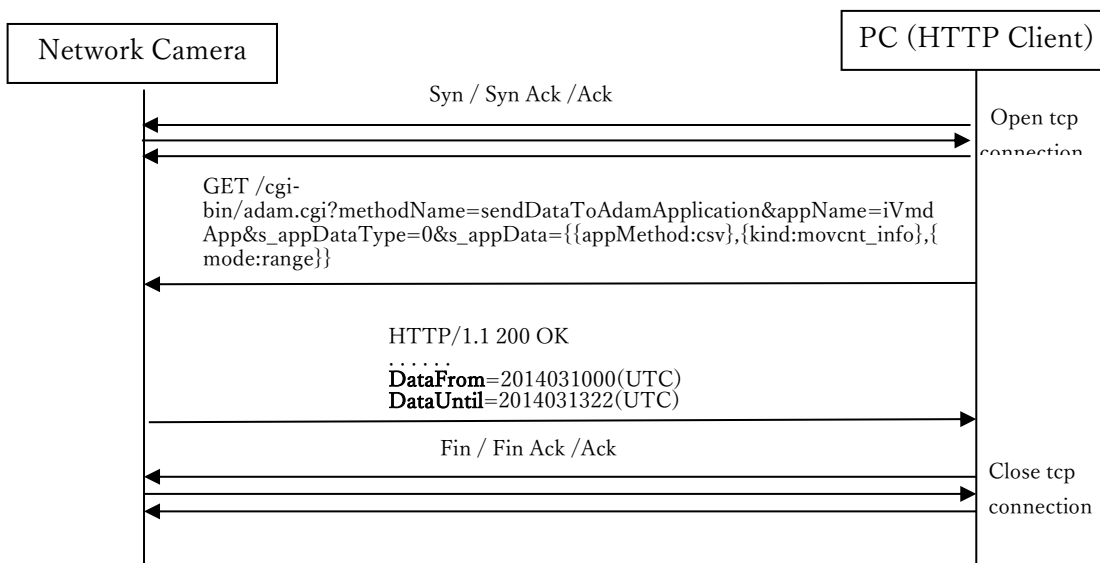 Network Camera
PC (HTTP Client)
Syn / Syn Ack /Ack
Open tcp
connection
GET /cgi-
bin/adam.cgi?methodName=sendDataToAdamApplication&appName=iVmd
App&s_appDataType=0&s_appData={{appMethod:csv},{kind:movcnt_info},{
mode:range}}
HTTP/1.1 200 OK
. . . . . .
DataFrom=2014031000(UTC)
DataUntil=2014031322(UTC)
Fin / Fin Ack /Ack
Close tcp
connection